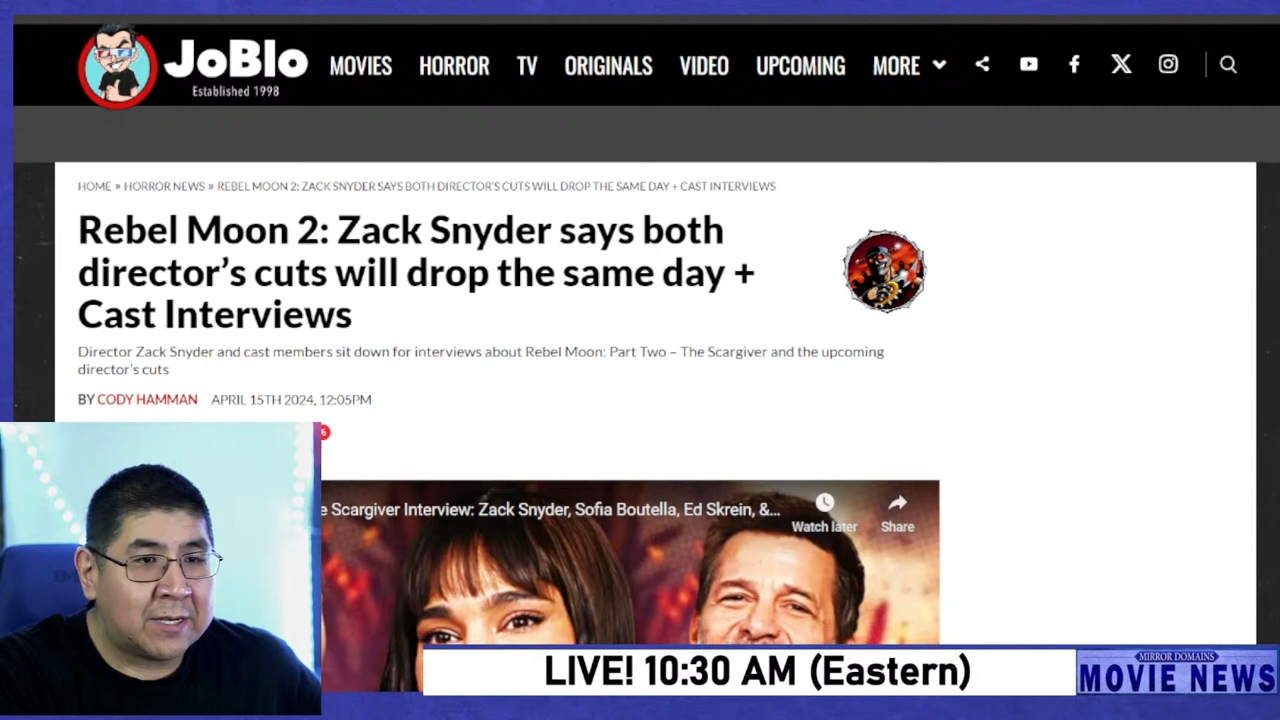 JoBlo
Established 1998
MOVIES HORROR TV ORIGINALS VIDEO UPCOMING MORE
HOME » HORROR NEWS » REBEL MOON 2: ZACK SNYDER SAYS BOTH DIRECTOR'S CUTS WILL DROP THE SAME DAY + CAST INTERVIEWS
Rebel Moon 2: Zack Snyder says both
director's cuts will drop the same day +
Cast Interviews
Director Zack Snyder and cast members sit down for interviews about Rebel Moon: Part Two – The Scargiver and the upcoming
director's cuts
BY CODY HAMMAN APRIL 15TH 2024, 12:05PM
e Scargiver Interview: Zack Snyder, Sofia Boutella, Ed Skrein, &...
Watch later
Share
LIVE! 10:30 AM (Eastern)
MIRROR DOMAINS
MOVIE NEWS